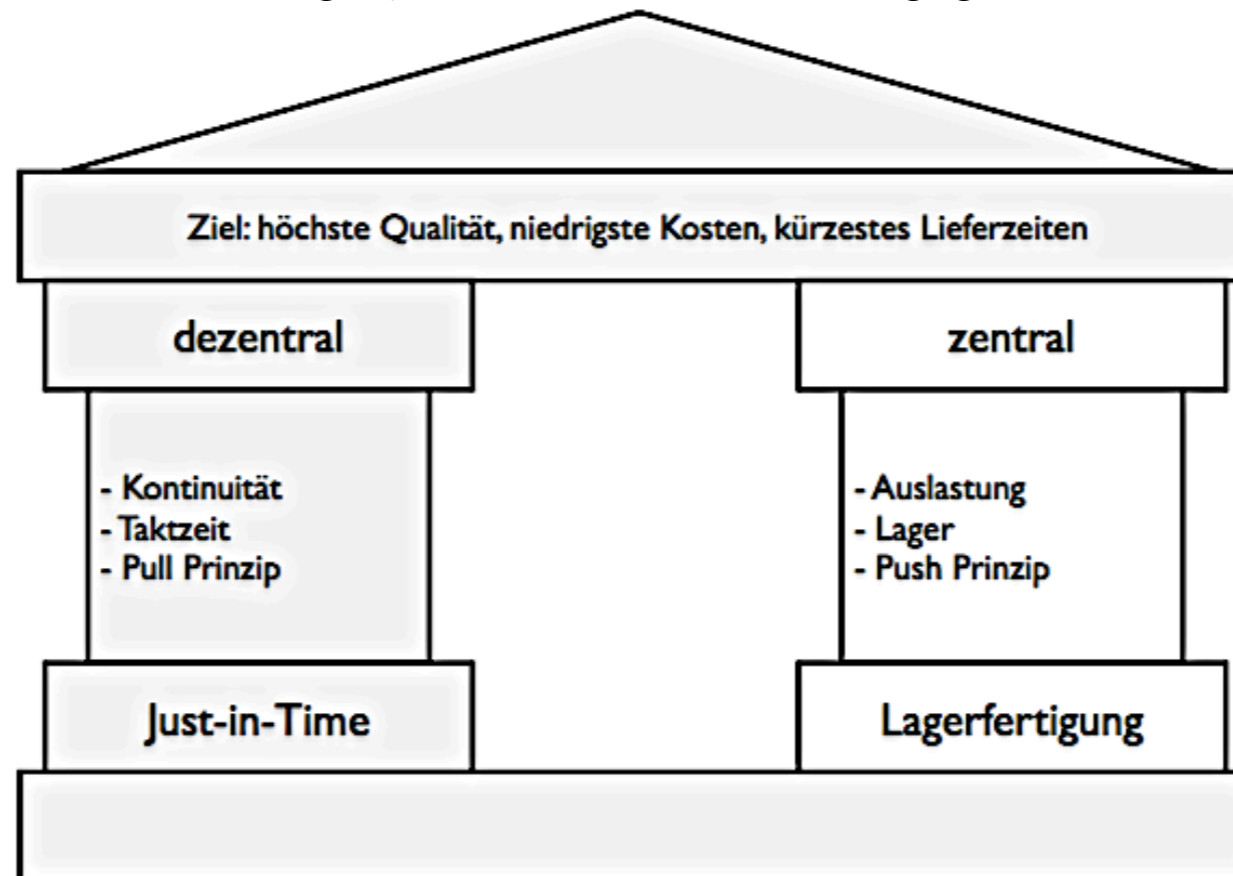 Ziel: höchste Qualität, niedrigste Kosten, kürzestes Lieferzeiten
dezentral
- Kontinuität
- Taktzeit
- Pull Prinzip
Just-in-Time
zentral
- Auslastung
- Lager
- Push Prinzip
Lagerfertigung